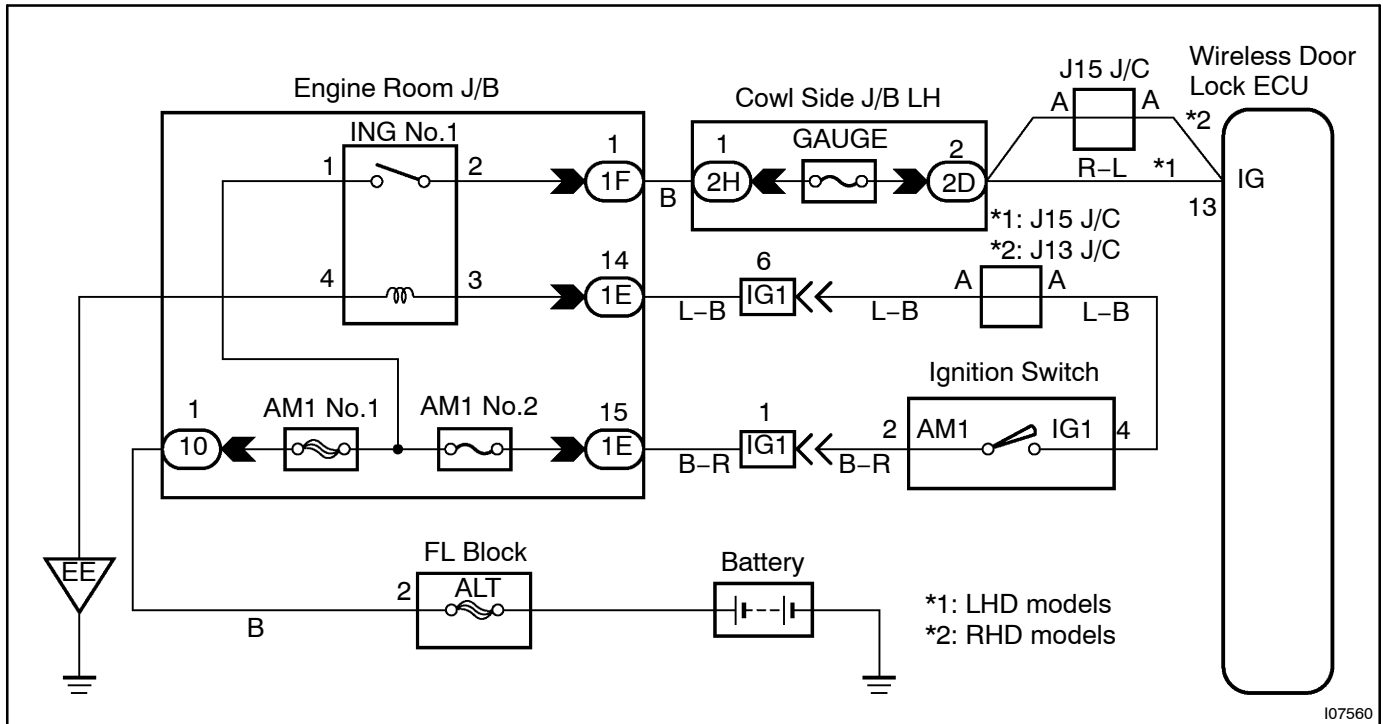 Engine Room J/B
ING No.1
1
2
1
1F
B
Cowl Side J/B LH
1
GAUGE
2
2H
2D
J15 J/C
A
A
*2
R–L
*1
Wireless Door
Lock ECU
IG
13
*1: J15 J/C
*2: J13 J/C
4
3
14
1E
L–B
6
IG1
L–B
A
A
L–B
Ignition Switch
1
10
AM1 No.1
AM1 No.2
15
1E
B–R
1
IG1
B–R
2
AM1
IG1
4
EE
FL Block
2
ALT
B
Battery
*1: LHD models
*2: RHD models
I07560